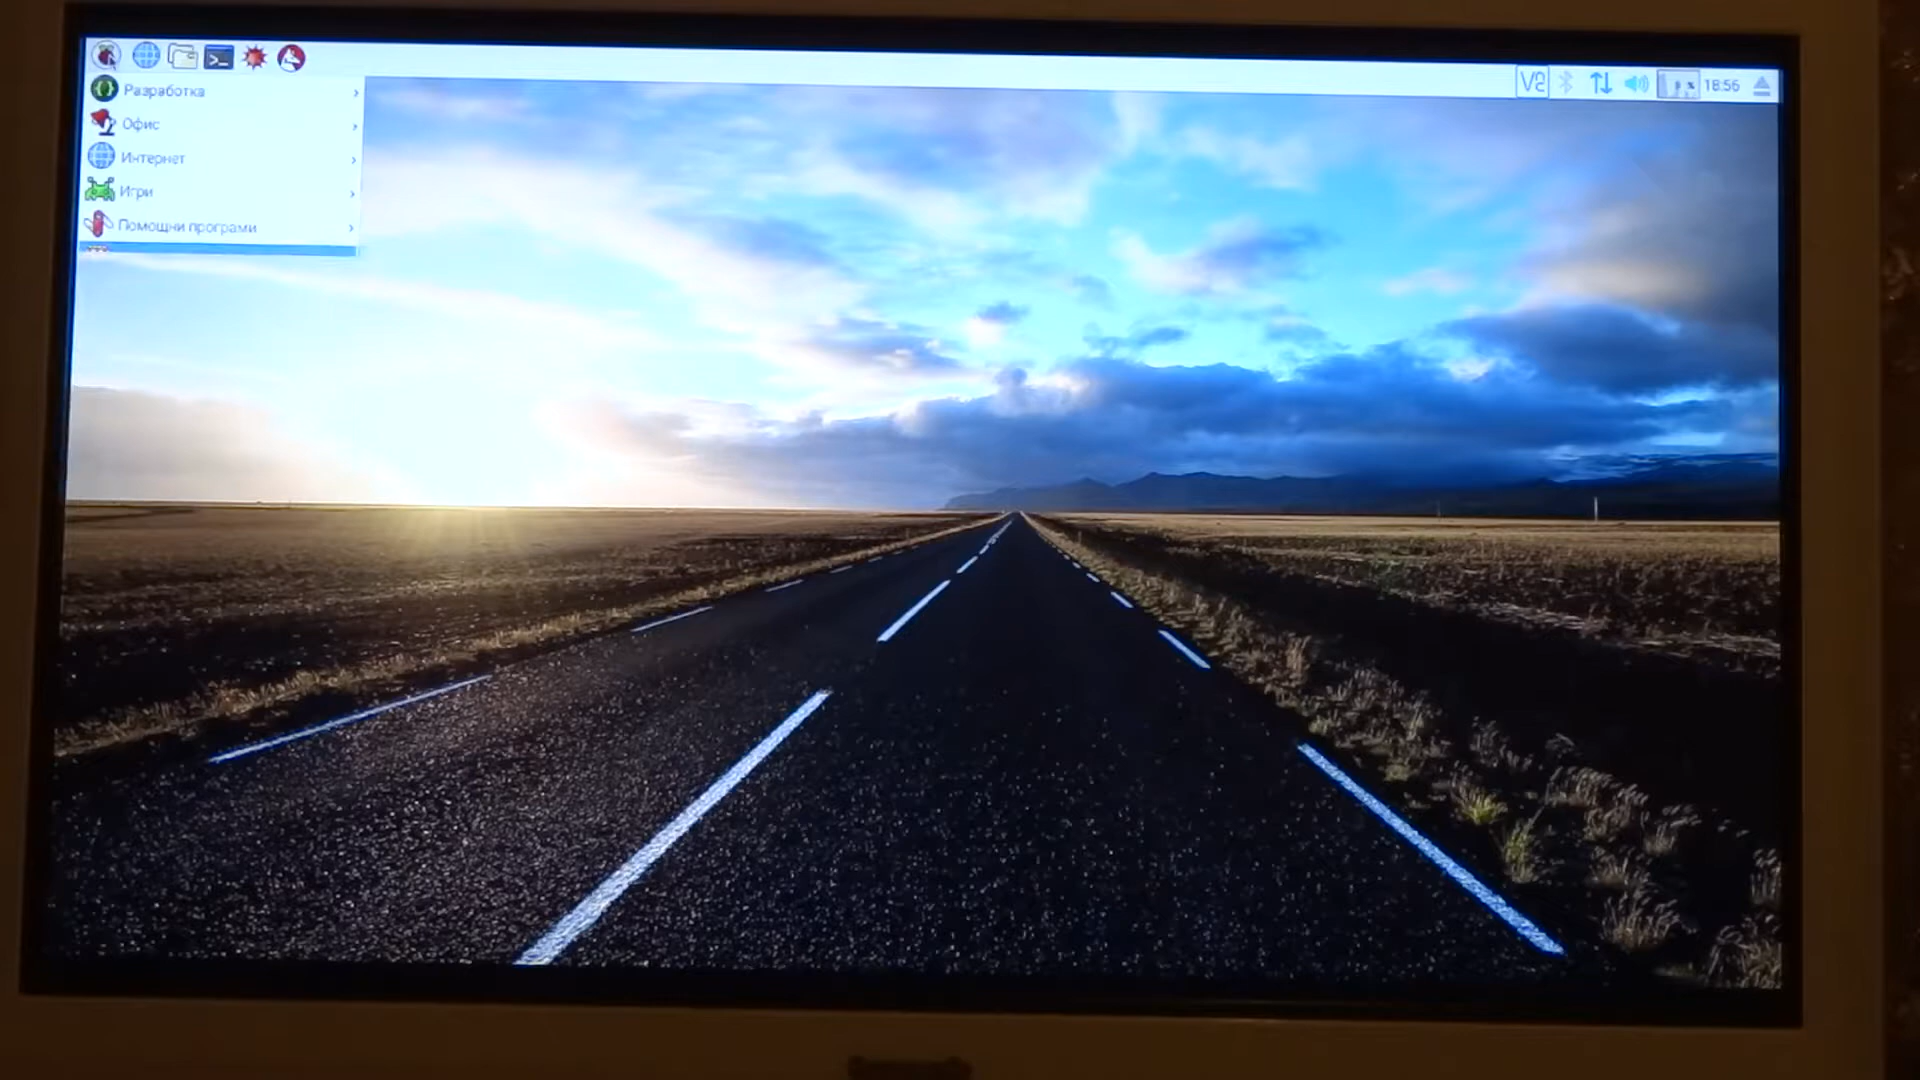 V2
18:56
Разработка
Офис
Интернет
Игри
Помощни програми